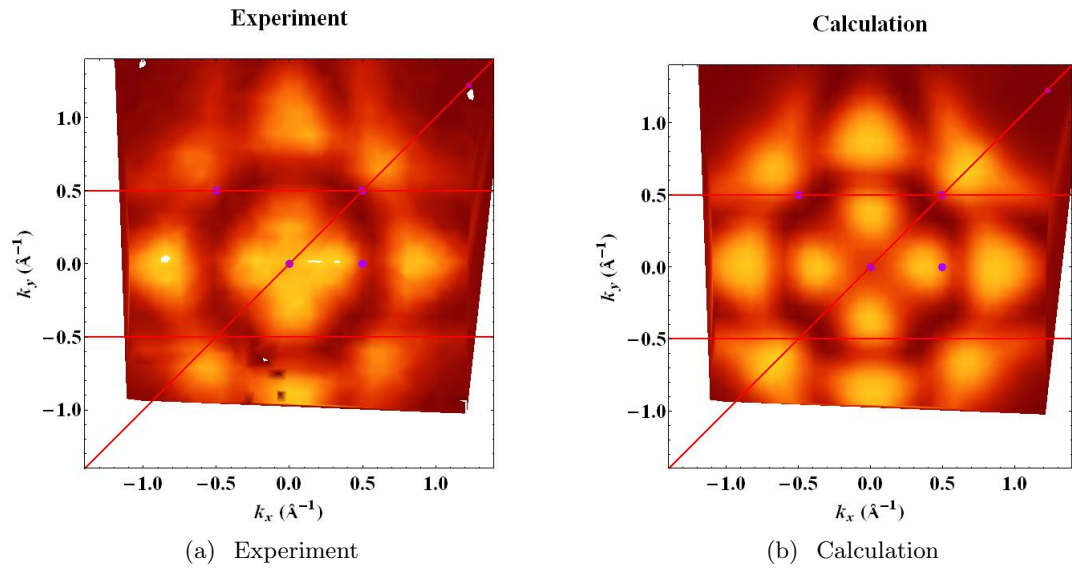 Experiment
1.0
0.5
0.0
−0.5
−1.0
k_y (Å⁻¹)
−1.0 −0.5 0.0 0.5 1.0
k_x (Å⁻¹)
(a) Experiment
Calculation
1.0
0.5
0.0
−0.5
−1.0
k_y (Å⁻¹)
−1.0 −0.5 0.0 0.5 1.0
k_x (Å⁻¹)
(b) Calculation